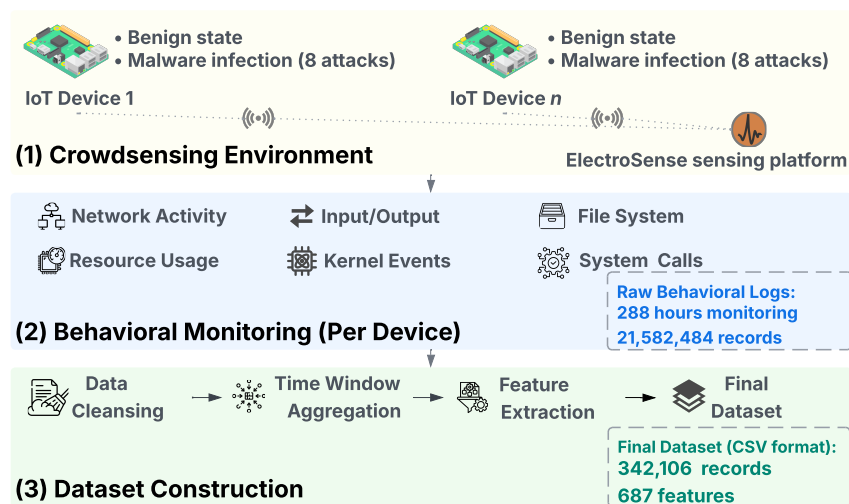 • Benign state
• Malware infection (8 attacks)
IoT Device 1
• Benign state
• Malware infection (8 attacks)
IoT Device n
(1) Crowdsensing Environment
ElectroSense sensing platform
Network Activity
Input/Output
File System
Resource Usage
Kernel Events
System Calls
Raw Behavioral Logs:
288 hours monitoring
21,582,484 records
(2) Behavioral Monitoring (Per Device)
Data
Cleansing
Time Window
Aggregation
Feature
Extraction
Final
Dataset
Final Dataset (CSV format):
342,106 records
687 features
(3) Dataset Construction